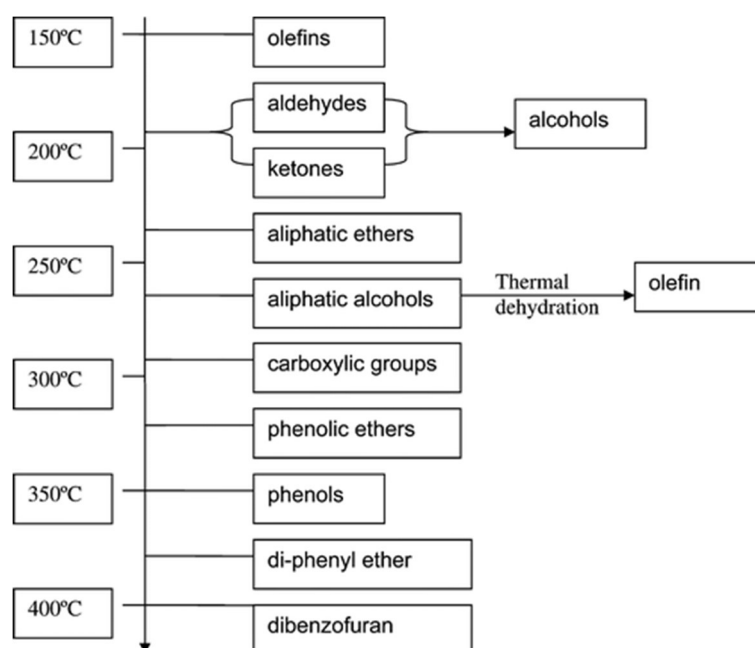 150ºC
olefins
aldehydes
alcohols
200ºC
ketones
aliphatic ethers
250ºC
aliphatic alcohols
Thermal
dehydration
olefin
carboxylic groups
300ºC
phenolic ethers
350ºC
phenols
di-phenyl ether
400ºC
dibenzofuran